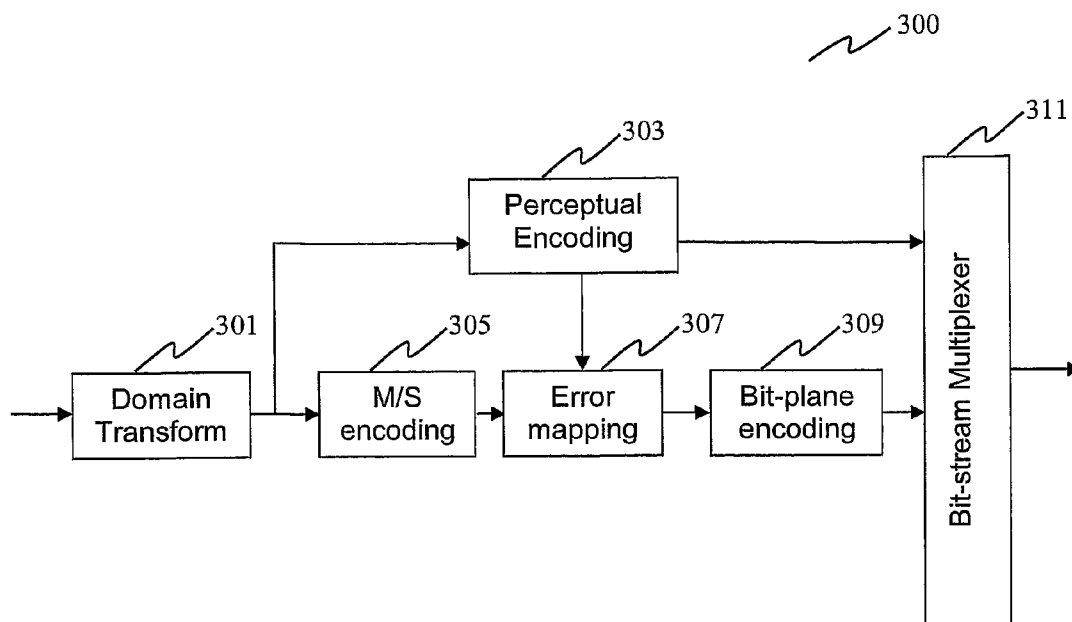 300
311
303
Perceptual
Encoding
301
305
307
309
Domain
Transform
M/S
encoding
Error
mapping
Bit-plane
encoding
Bit-stream Multiplexer